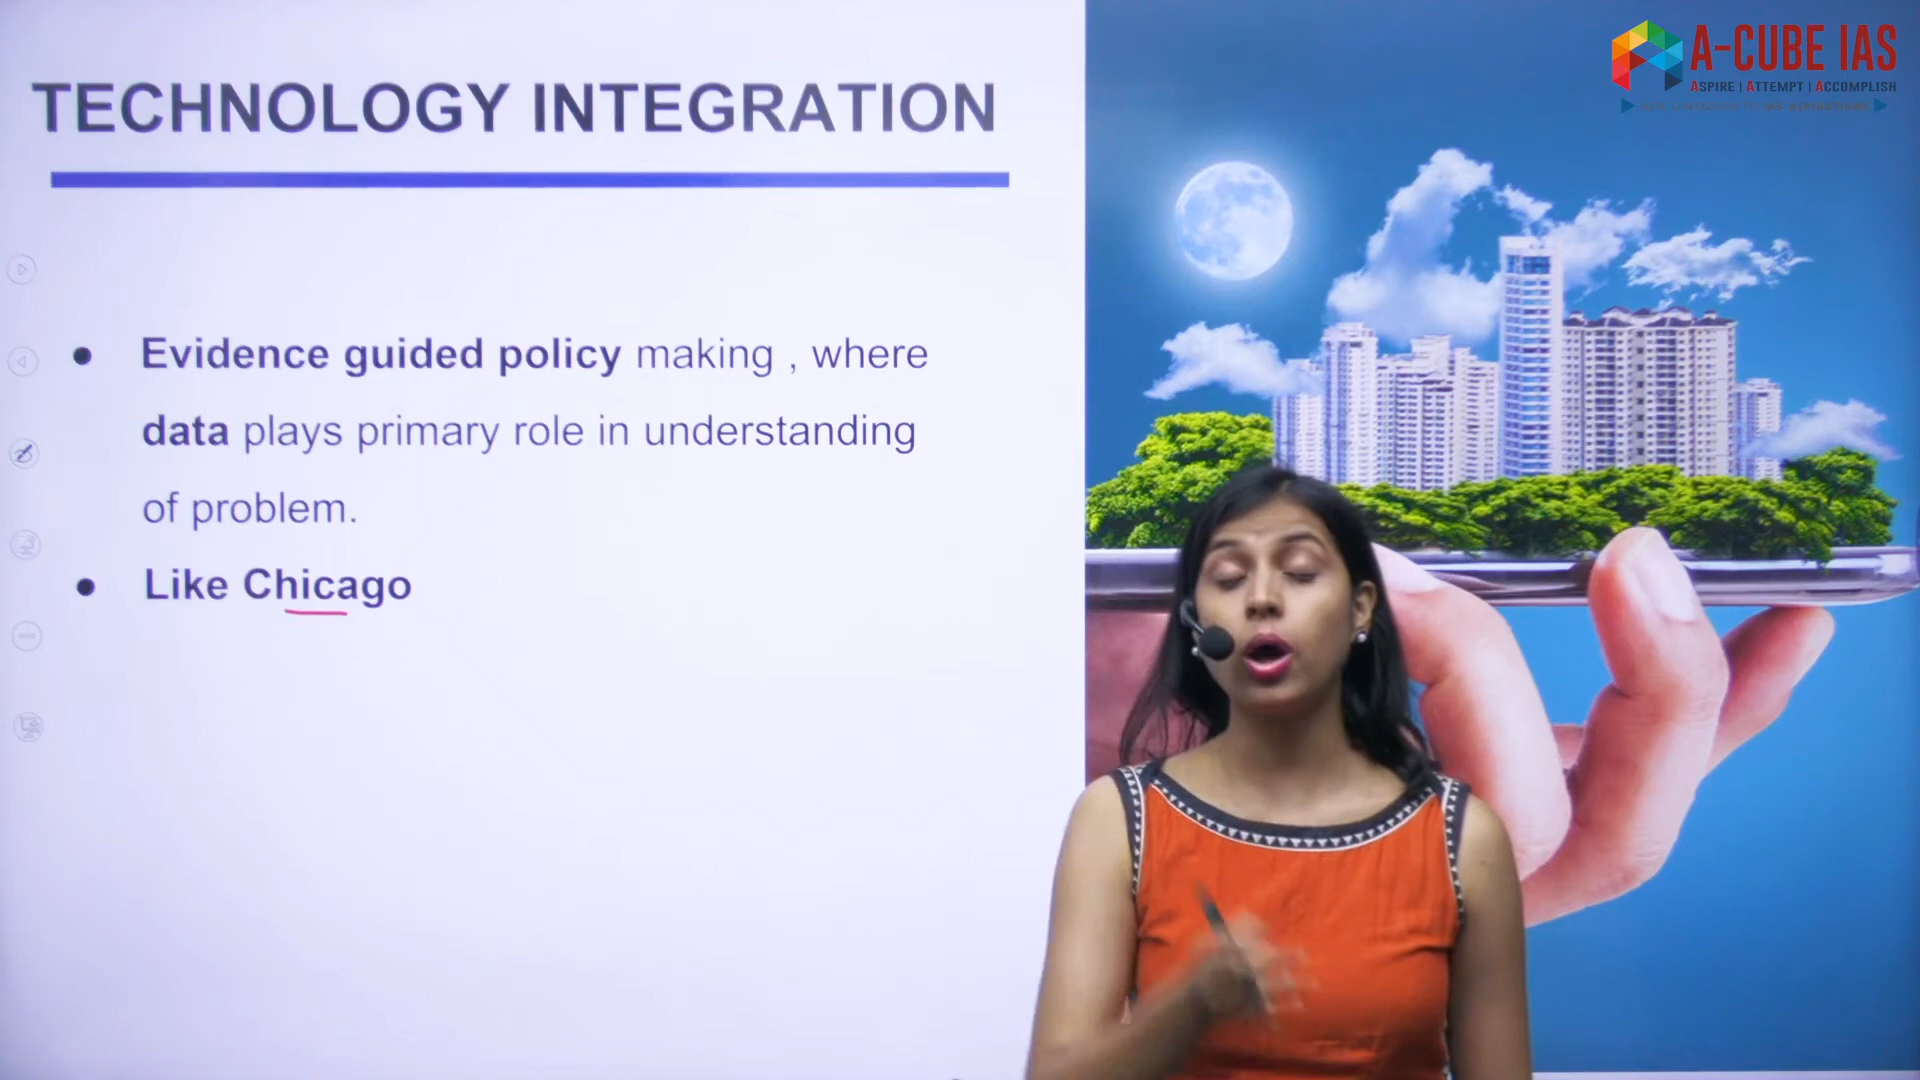 A-CUBE IAS
ASPIRE | ATTEMPT | ACCOMPLISH
TECHNOLOGY INTEGRATION
Evidence guided policy making , where
data plays primary role in understanding
of problem.
Like Chicago